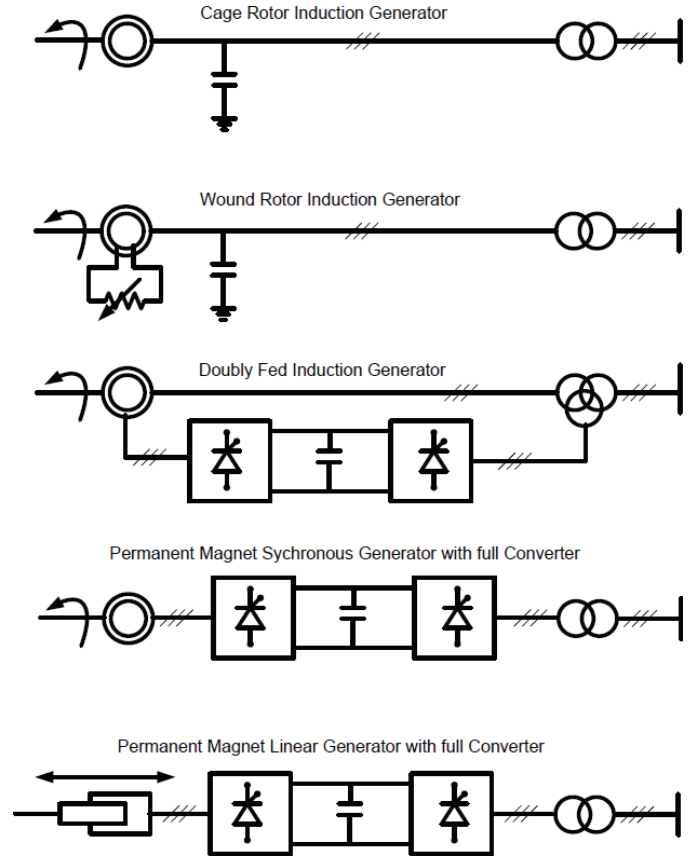 Cage Rotor Induction Generator
Wound Rotor Induction Generator
Doubly Fed Induction Generator
Permanent Magnet Sychronous Generator with full Converter
Permanent Magnet Linear Generator with full Converter